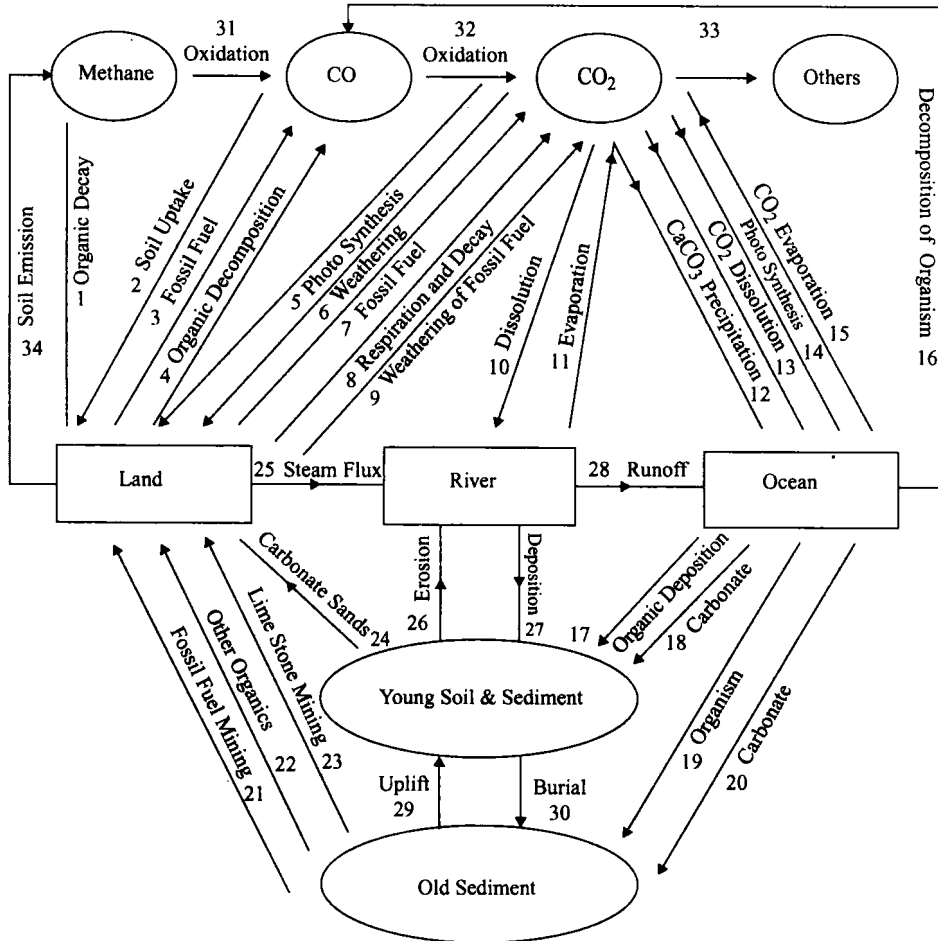 31
Oxidation
32
Oxidation
33
Methane
CO
CO₂
Others
Soil Emission
34
1 Organic Decay
2 Soil Uptake
3 Fossil Fuel
4 Organic Decomposition
5 Photo Synthesis
6 Weathering
7 Fossil Fuel
8 Respiration and Decay
9 Weathering of Fossil Fuel
10 Dissolution
11 Evaporation
CaCO₃ Precipitation 12
CO₂ Dissolution 13
Photo Synthesis 14
CO₂ Evaporation 15
Decomposition of Organism 16
Land
25 Steam Flux
River
28 Runoff
Ocean
Carbonate Sands
24
Erosion
26
Deposition
27
17
Organic Deposition
18 Carbonate
Fossil Fuel Mining
21
Other Organics
22
Lime Stone Mining
23
Young Soil & Sediment
Organism
19
Carbonate
20
Uplift
29
Burial
30
Old Sediment